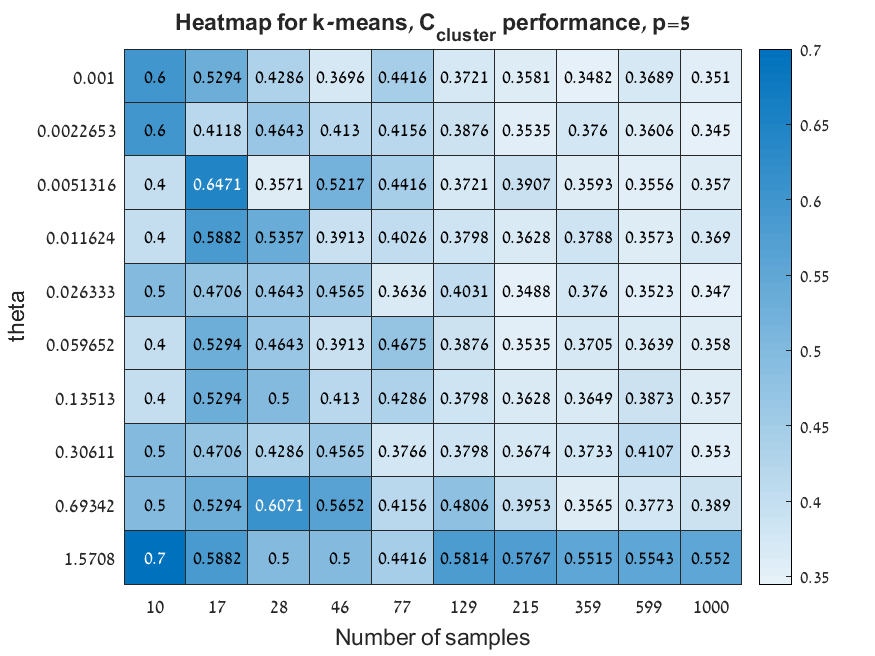 Heatmap for k-means, C_cluster performance, p=5
0.001 0.6 0.5294 0.4286 0.3696 0.4416 0.3721 0.3581 0.3482 0.3689 0.351
0.0022653 0.6 0.4118 0.4643 0.413 0.4156 0.3876 0.3535 0.376 0.3606 0.345
0.0051316 0.4 0.6471 0.3571 0.5217 0.4416 0.3721 0.3907 0.3593 0.3556 0.357
0.011624 0.4 0.5882 0.5357 0.3913 0.4026 0.3798 0.3628 0.3788 0.3573 0.369
0.026333 0.5 0.4706 0.4643 0.4565 0.3636 0.4031 0.3488 0.376 0.3523 0.347
0.059652 0.4 0.5294 0.4643 0.3913 0.4675 0.3876 0.3535 0.3705 0.3639 0.358
0.13513 0.4 0.5294 0.5 0.413 0.4286 0.3798 0.3628 0.3649 0.3873 0.357
0.30611 0.5 0.4706 0.4286 0.4565 0.3766 0.3798 0.3674 0.3733 0.4107 0.353
0.69342 0.5 0.5294 0.6071 0.5652 0.4156 0.4806 0.3953 0.3565 0.3773 0.389
1.5708 0.7 0.5882 0.5 0.5 0.4416 0.5814 0.5767 0.5515 0.5543 0.552
10 17 28 46 77 129 215 359 599 1000
Number of samples
theta
0.7
0.65
0.6
0.55
0.5
0.45
0.4
0.35